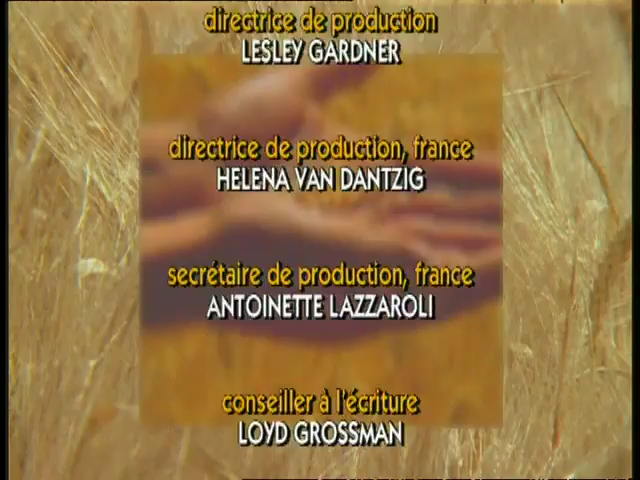 directrice de production
LESLEY GARDNER
directrice de production, france
HELENA VAN DANTZIG
secrétaire de production, france
ANTOINETTE LAZZAROLI
conseiller à l'écriture
LOYD GROSSMAN